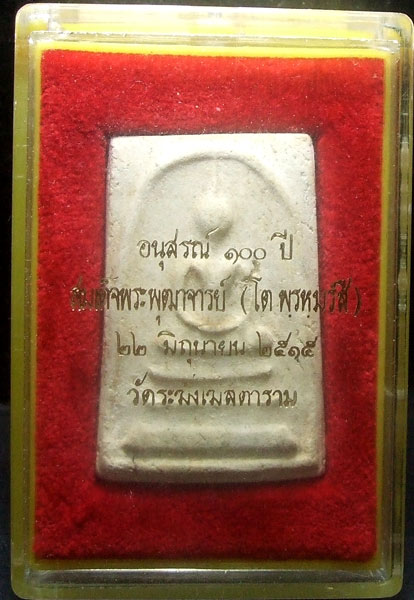 อนุสรณ์ ๑๐๐ ปี
สมเด็จพระพุฒาจารย์ (โต พฺรหฺมรํสี)
๒๒ มิถุนายน ๒๕๑๕
วัดระฆังโฆสิตาราม